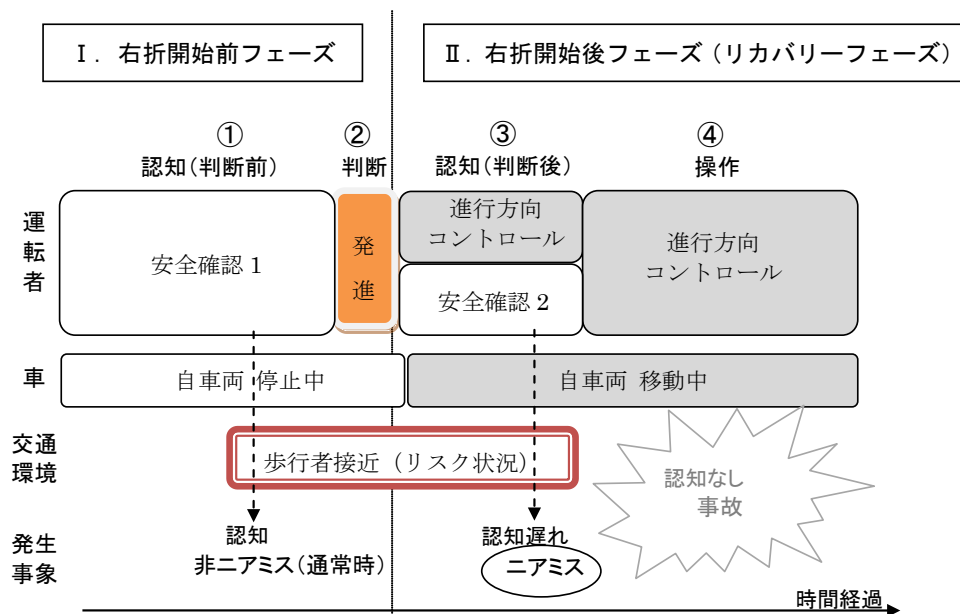 Ⅰ. 右折開始前フェーズ
Ⅱ. 右折開始後フェーズ(リカバリーフェーズ)
①
②
③
④
認知(判断前)
判断
認知(判断後)
操作
運転者
安全確認 1
発進
進行方向
コントロール
安全確認 2
進行方向
コントロール
車
自車両 停止中
自車両 移動中
交通
環境
歩行者接近(リスク状況)
認知なし
事故
発生
事象
認知
非ニアミス(通常時)
認知遅れ
ニアミス
時間経過